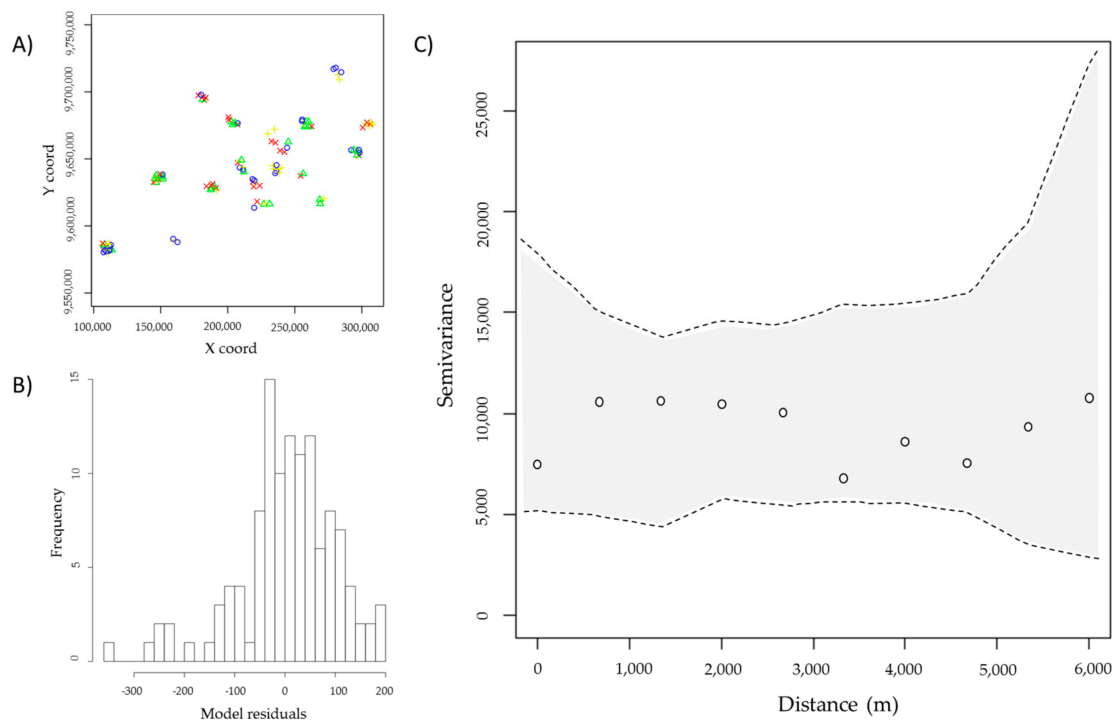 A)
Y coord
9,750,000
9,700,000
9,650,000
9,600,000
9,550,000
100,000 150,000 200,000 250,000 300,000
X coord
B)
Frequency
15
10
5
0
-300 -200 -100 0 100 200
Model residuals
C)
Semivariance
25,000
20,000
15,000
10,000
5,000
0
0 1,000 2,000 3,000 4,000 5,000 6,000
Distance (m)